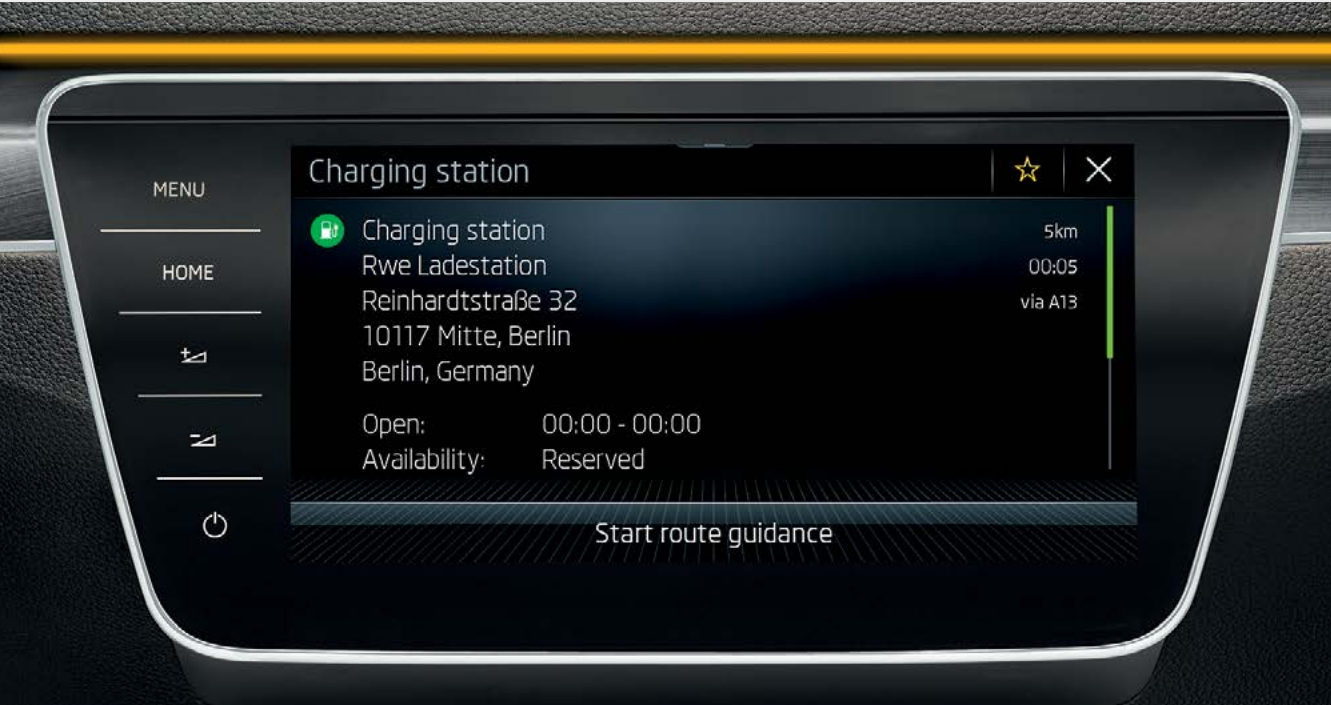 MENU
HOME
Charging station
Charging station
5km
Rwe Ladestation
00:05
Reinhardtstraße 32
via A13
10117 Mitte, Berlin
Berlin, Germany
Open: 00:00 - 00:00
Availability: Reserved
Start route guidance